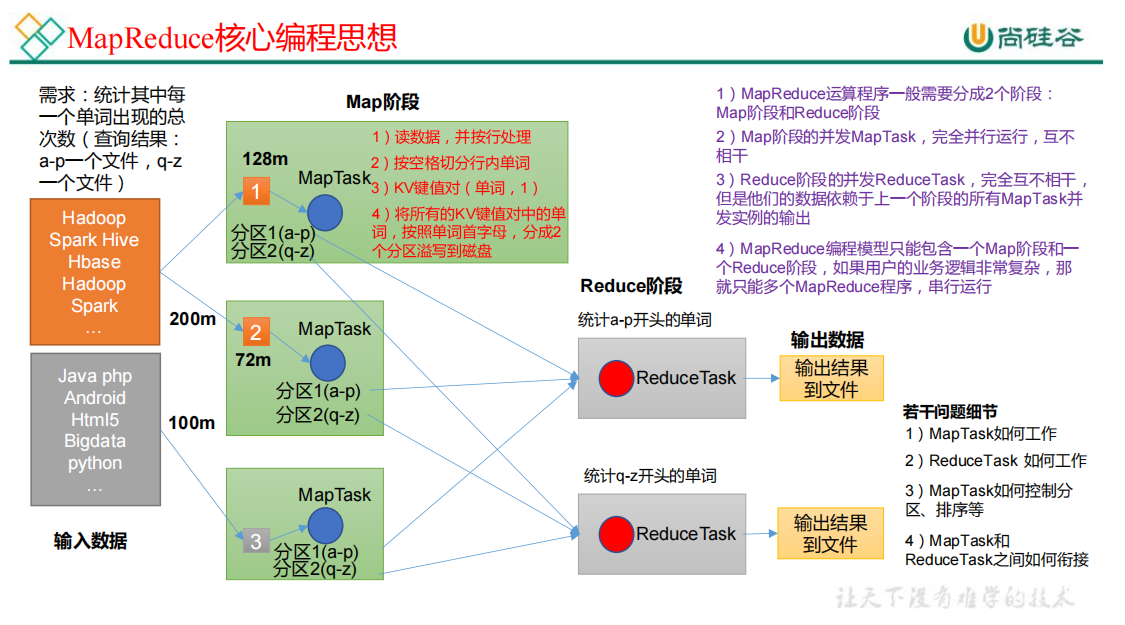 MapReduce核心编程思想
尚硅谷
需求：统计其中每
一个单词出现的总
次数（查询结果：
a-p一个文件，q-z
一个文件）
Hadoop
Spark Hive
Hbase
Hadoop
Spark
…
200m
Java php
Android
Html5
Bigdata
python
…
100m
输入数据
Map阶段
128m
1
MapTask
分区1(a-p)
分区2(q-z)
1）读数据，并按行处理
2）按空格切分行内单词
3）KV键值对（单词，1）
4）将所有的KV键值对中的单
词，按照单词首字母，分成2
个分区溢写到磁盘
2
72m
MapTask
分区1(a-p)
分区2(q-z)
3
MapTask
分区1(a-p)
分区2(q-z)
Reduce阶段
统计a-p开头的单词
ReduceTask
统计q-z开头的单词
ReduceTask
输出数据
输出结果
到文件
输出结果
到文件
1）MapReduce运算程序一般需要分成2个阶段：
Map阶段和Reduce阶段
2）Map阶段的并发MapTask，完全并行运行，互不
相干
3）Reduce阶段的并发ReduceTask，完全互不相干，
但是他们的数据依赖于上一个阶段的所有MapTask并
发实例的输出
4）MapReduce编程模型只能包含一个Map阶段和一
个Reduce阶段，如果用户的业务逻辑非常复杂，那
就只能多个MapReduce程序，串行运行
若干问题细节
1）MapTask如何工作
2）ReduceTask 如何工作
3）MapTask如何控制分
区、排序等
4）MapTask和
ReduceTask之间如何衔接
让天下没有难学的技术